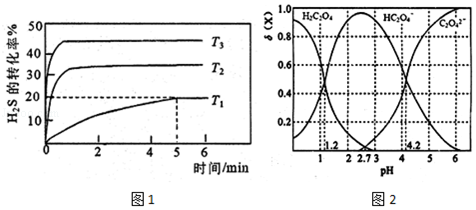 H₂S的转化率%
50
40
30
20
10
0
2
4
5
6
时间/min
T₃
T₂
T₁
图1
δ (X)
1.0
0.8
0.6
0.4
0.2
0
H₂C₂O₄
HC₂O₄⁻
C₂O₄²⁻
1
1.2
2
2.7
3
4
4.2
5
6
pH
图2